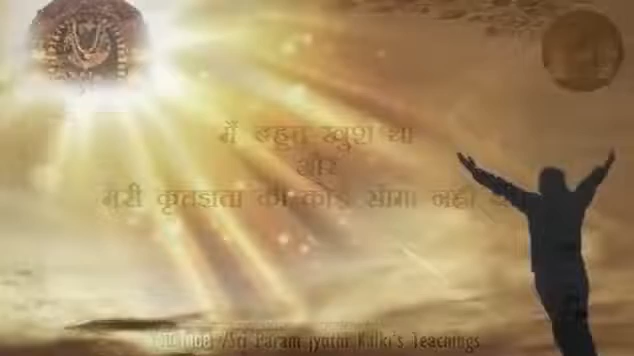 मैं बहुत खुश था
और
मेरी कृतज्ञता की कोई सीमा नहीं थी
/Sri Param Jyothi Kalki's Teachings